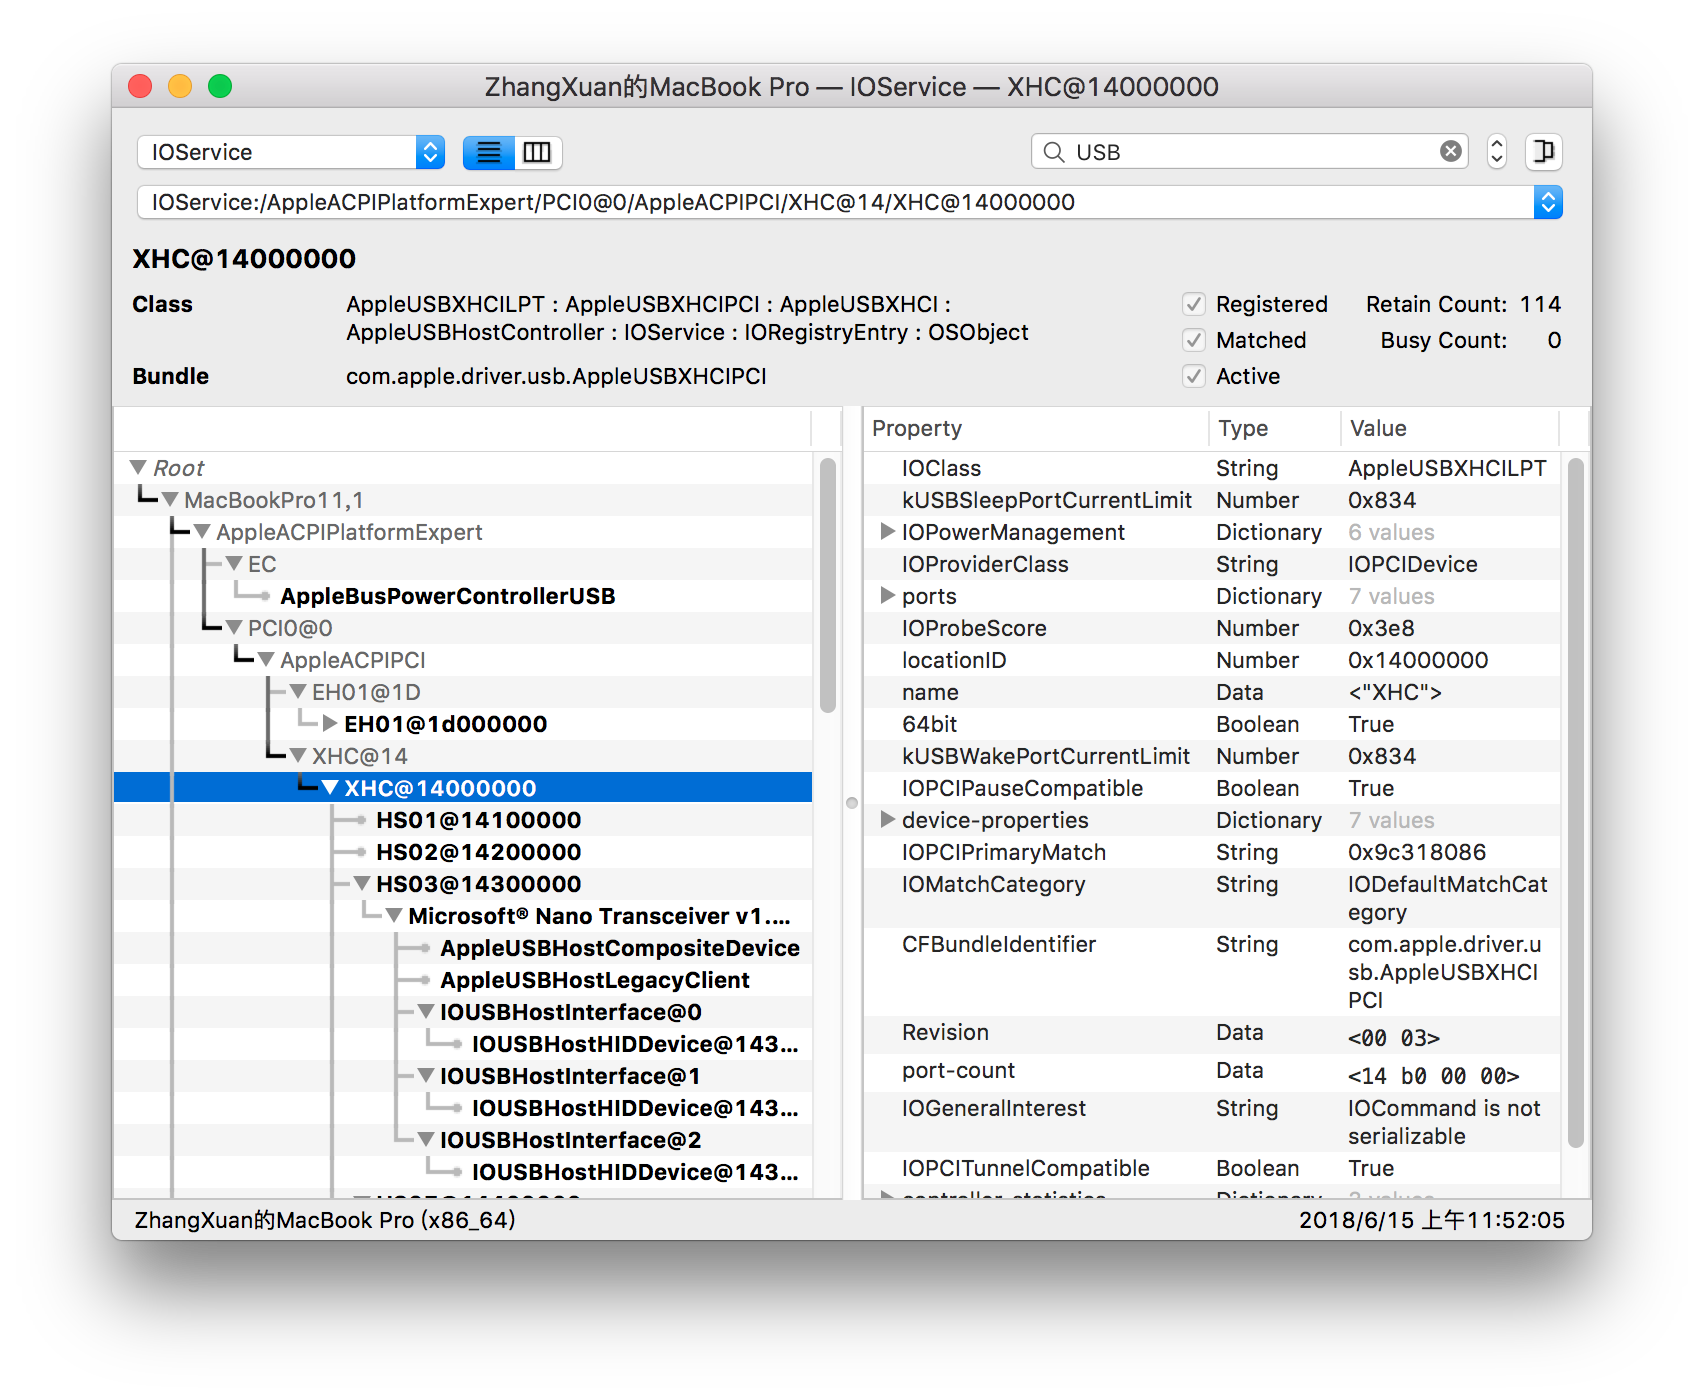 ZhangXuan的MacBook Pro — IOService — XHC@14000000
IOService
USB
IOService:/AppleACPIPlatformExpert/PCI0@0/AppleACPIPCI/XHC@14/XHC@14000000
XHC@14000000
Class AppleUSBXHCILPT : AppleUSBXHCIPCI : AppleUSBXHCI :
AppleUSBHostController : IOService : IORegistryEntry : OSObject
Bundle com.apple.driver.usb.AppleUSBXHCIPCI
Registered Retain Count: 114
Matched Busy Count: 0
Active
Root
MacBookPro11,1
AppleACPIPlatformExpert
EC
AppleBusPowerControllerUSB
PCI0@0
AppleACPIPCI
EH01@1D
EH01@1d000000
XHC@14
XHC@14000000
HS01@14100000
HS02@14200000
HS03@14300000
Microsoft® Nano Transceiver v1....
AppleUSBHostCompositeDevice
AppleUSBHostLegacyClient
IOUSBHostInterface@0
IOUSBHostHIDDevice@143...
IOUSBHostInterface@1
IOUSBHostHIDDevice@143...
IOUSBHostInterface@2
IOUSBHostHIDDevice@143...
Property Type Value
IOClass String AppleUSBXHCILPT
kUSBSleepPortCurrentLimit Number 0x834
IOPowerManagement Dictionary 6 values
IOProviderClass String IOPCIDevice
ports Dictionary 7 values
IOProbeScore Number 0x3e8
locationID Number 0x14000000
name Data <"XHC">
64bit Boolean True
kUSBWakePortCurrentLimit Number 0x834
IOPCIPauseCompatible Boolean True
device-properties Dictionary 7 values
IOPCIPrimaryMatch String 0x9c318086
IOMatchCategory String IODefaultMatchCat
egory
CFBundleIdentifier String com.apple.driver.u
sb.AppleUSBXHCI
PCI
Revision Data <00 03>
port-count Data <14 b0 00 00>
IOGeneralInterest String IOCommand is not
serializable
IOPCITunnelCompatible Boolean True
controller-statistics Dictionary
ZhangXuan的MacBook Pro (x86_64)
2018/6/15 上午11:52:05